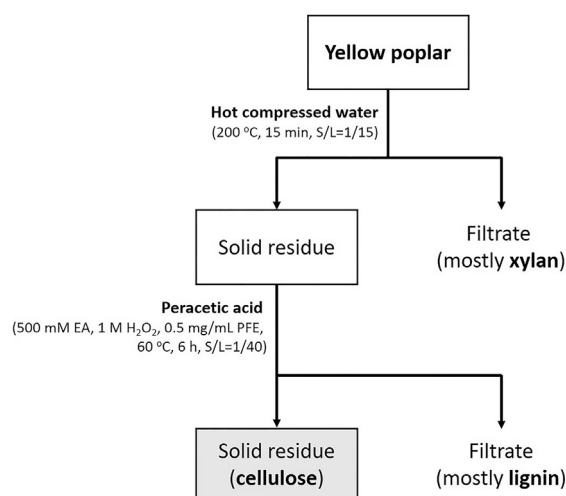 Yellow poplar
Hot compressed water
(200 °C, 15 min, S/L=1/15)
Solid residue
Filtrate
(mostly xylan)
Peracetic acid
(500 mM EA, 1 M H₂O₂, 0.5 mg/mL PFE,
60 °C, 6 h, S/L=1/40)
Solid residue
(cellulose)
Filtrate
(mostly lignin)